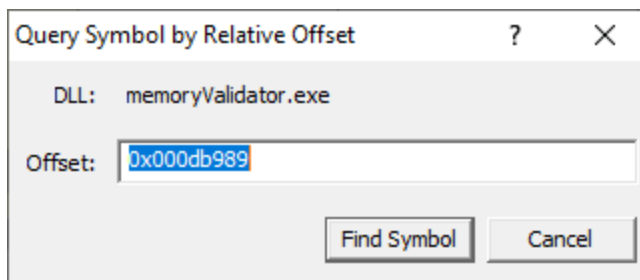 Query Symbol by Relative Offset ?
DLL: memoryValidator.exe
Offset: 0x000db989
Find Symbol Cancel